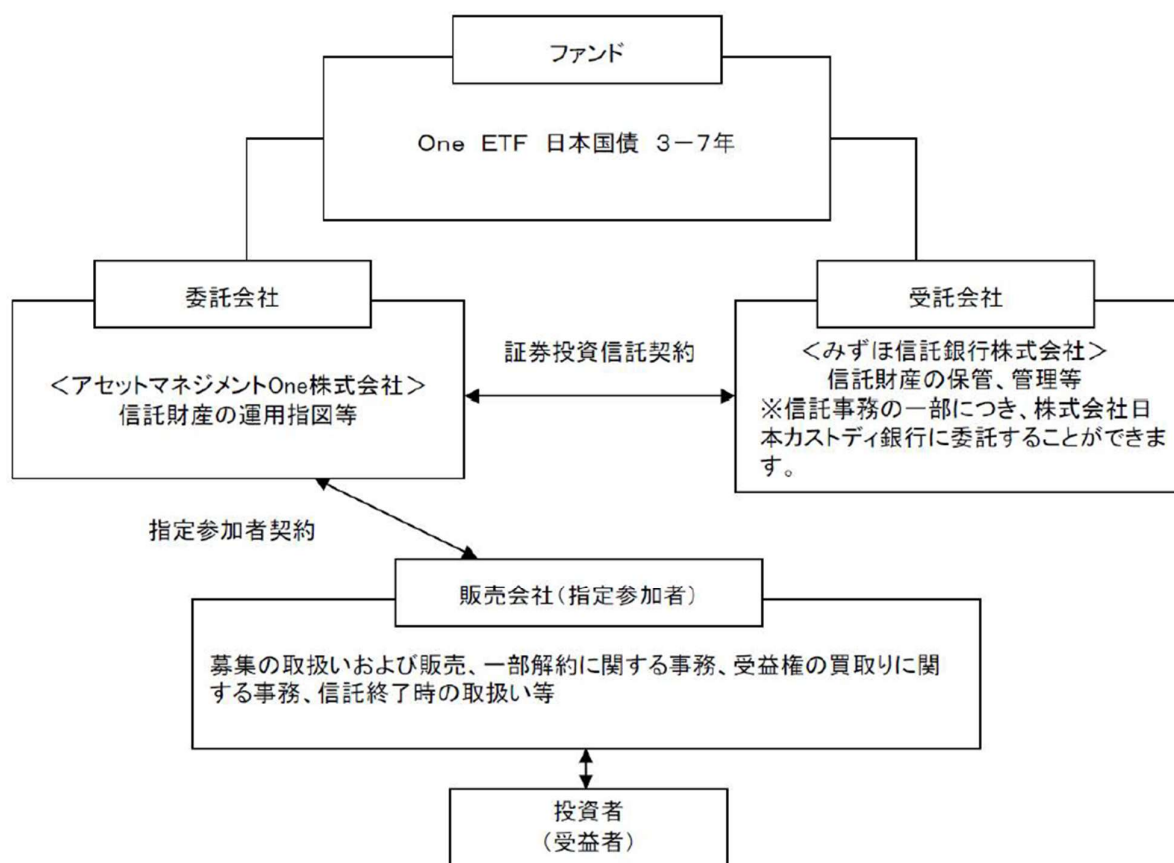 ファンド
One ETF 日本国債 3－7年
委託会社
＜アセットマネジメントOne株式会社＞
信託財産の運用指図等
証券投資信託契約
受託会社
＜みずほ信託銀行株式会社＞
信託財産の保管、管理等
※信託事務の一部につき、株式会社日
本カストディ銀行に委託することができま
す。
指定参加者契約
販売会社（指定参加者）
募集の取扱いおよび販売、一部解約に関する事務、受益権の買取りに関
する事務、信託終了時の取扱い等
投資者
（受益者）